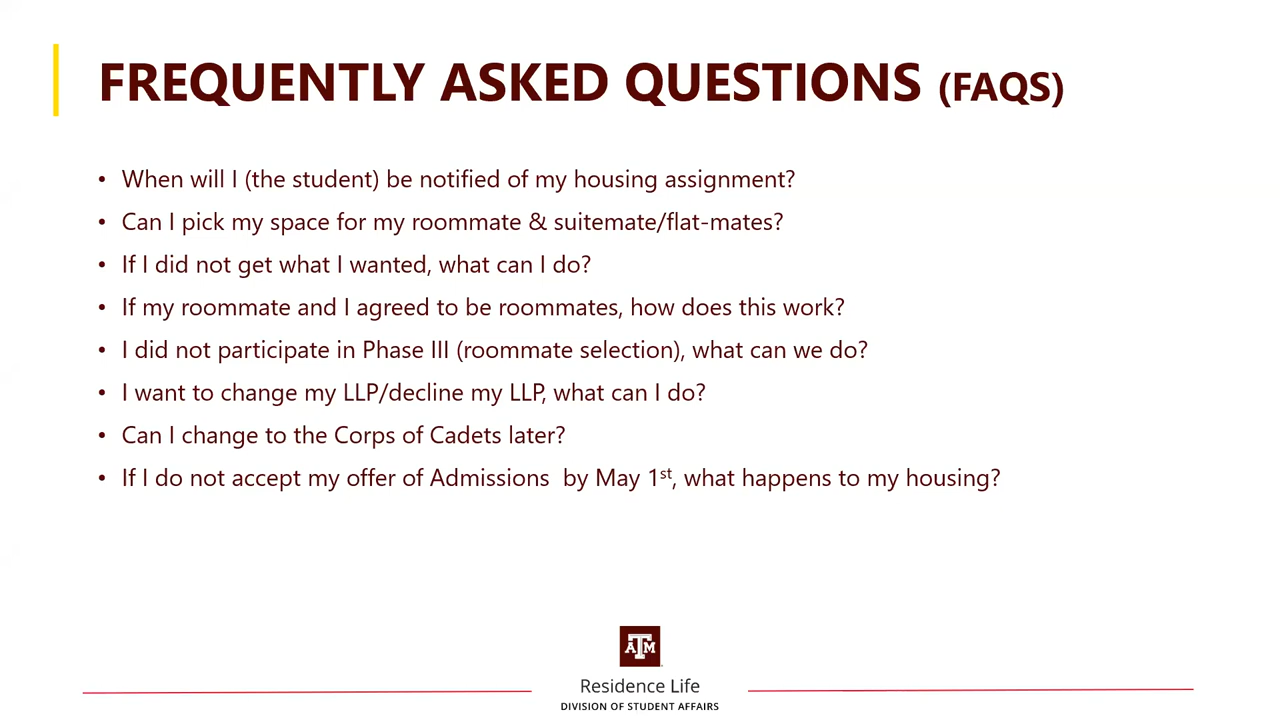 FREQUENTLY ASKED QUESTIONS (FAQS)
• When will I (the student) be notified of my housing assignment?
• Can I pick my space for my roommate & suitemate/flat-mates?
• If I did not get what I wanted, what can I do?
• If my roommate and I agreed to be roommates, how does this work?
• I did not participate in Phase III (roommate selection), what can we do?
• I want to change my LLP/decline my LLP, what can I do?
• Can I change to the Corps of Cadets later?
• If I do not accept my offer of Admissions  by May 1st, what happens to my housing?
ATM
Residence Life
DIVISION OF STUDENT AFFAIRS